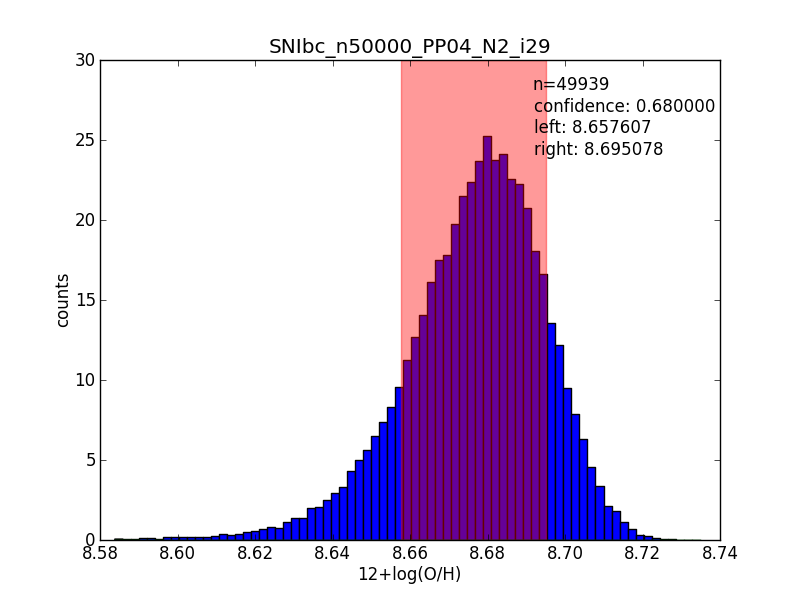 SNIbc_n50000_PP04_N2_i29
n=49939
confidence: 0.680000
left: 8.657607
right: 8.695078
30
25
20
15
10
5
0
counts
8.58 8.60 8.62 8.64 8.66 8.68 8.70 8.72 8.74
12+log(O/H)